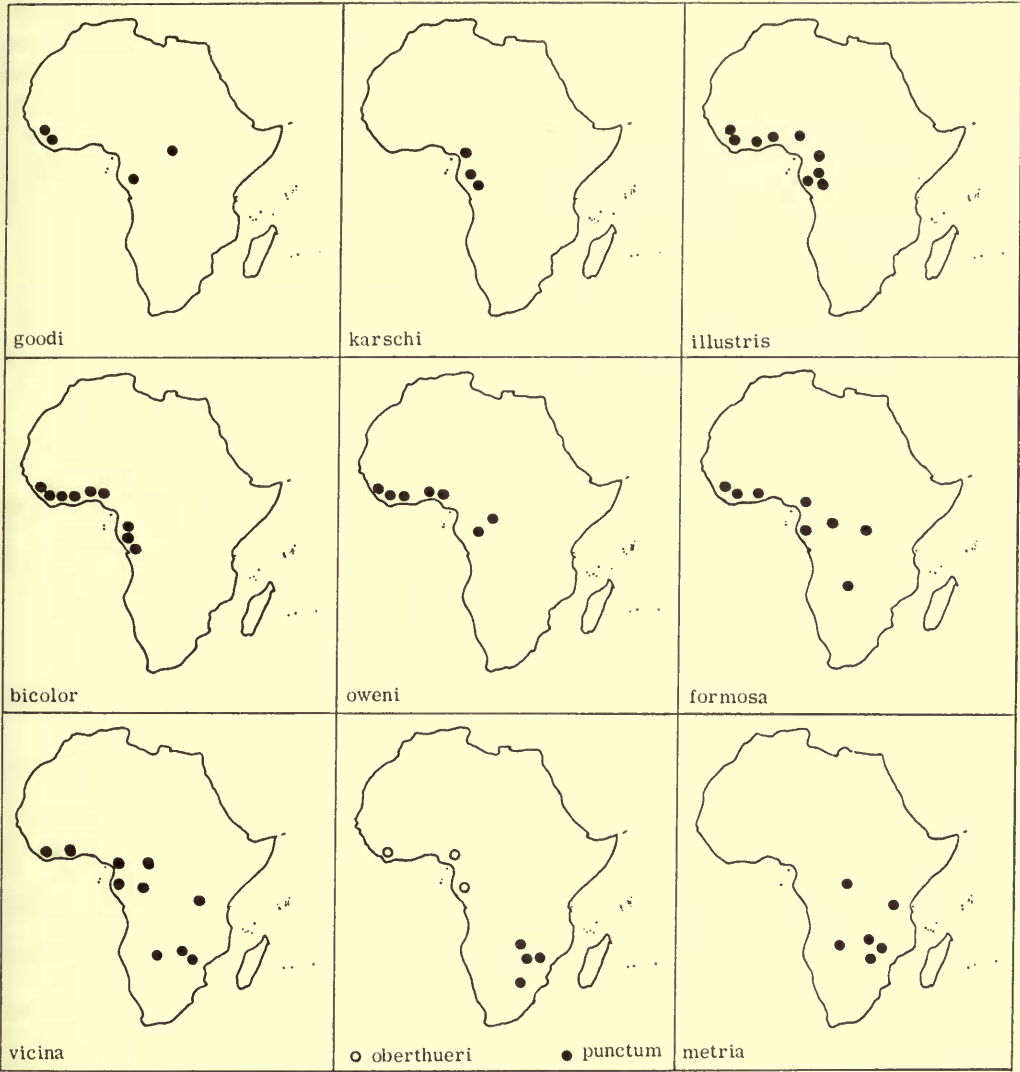 goodi
karschi
illustris
bicolor
oweni
formosa
vicina
oberthueri punctum
metria